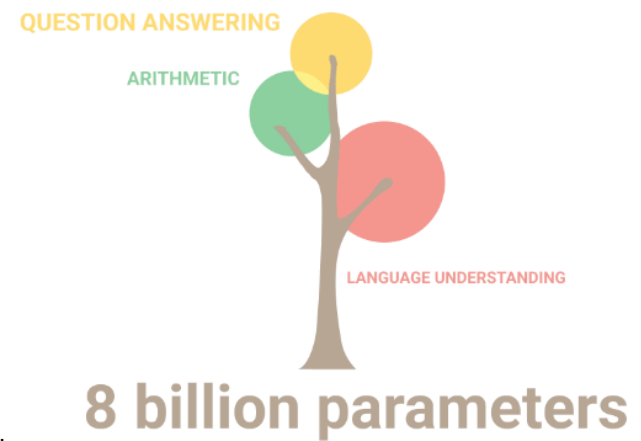 QUESTION ANSWERING
ARITHMETIC
LANGUAGE UNDERSTANDING
8 billion parameters
.